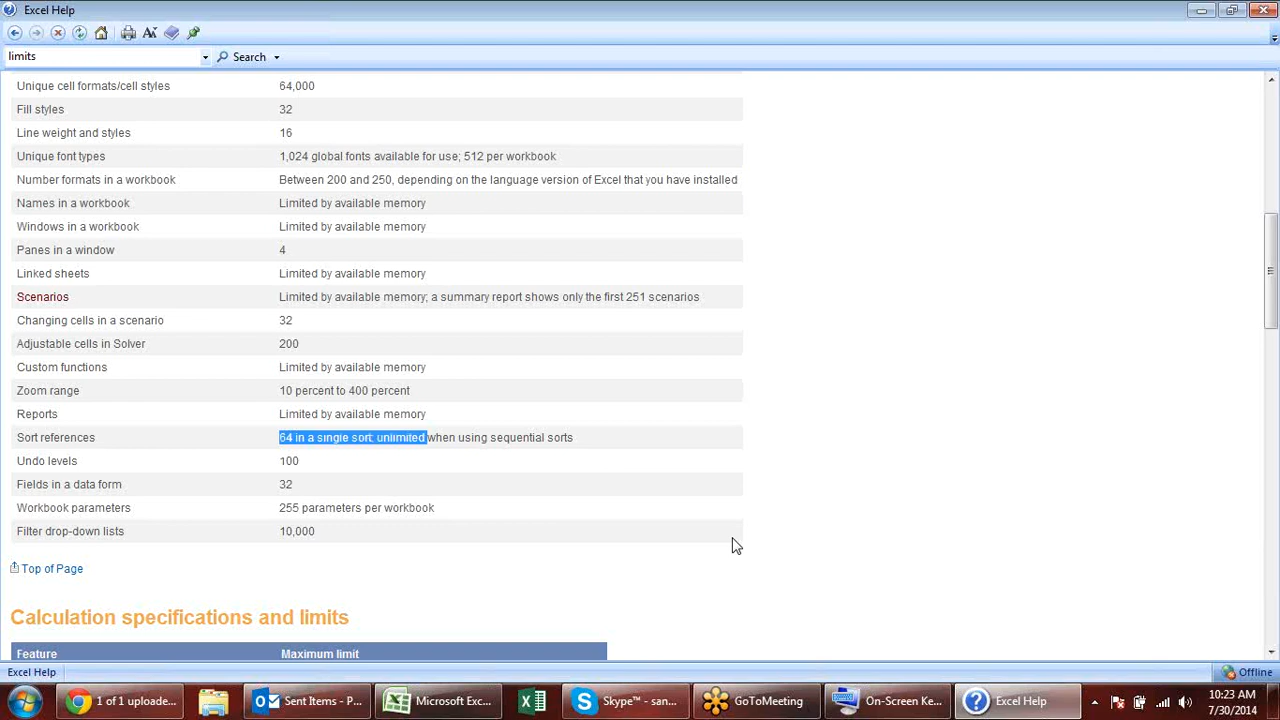 Excel Help
limits
Search
Unique cell formats/cell styles 64,000
Fill styles 32
Line weight and styles 16
Unique font types 1,024 global fonts available for use; 512 per workbook
Number formats in a workbook Between 200 and 250, depending on the language version of Excel that you have installed
Names in a workbook Limited by available memory
Windows in a workbook Limited by available memory
Panes in a window 4
Linked sheets Limited by available memory
Scenarios Limited by available memory; a summary report shows only the first 251 scenarios
Changing cells in a scenario 32
Adjustable cells in Solver 200
Custom functions Limited by available memory
Zoom range 10 percent to 400 percent
Reports Limited by available memory
Sort references 64 in a single sort; unlimited when using sequential sorts
Undo levels 100
Fields in a data form 32
Workbook parameters 255 parameters per workbook
Filter drop-down lists 10,000
Top of Page
Calculation specifications and limits
Feature Maximum limit
Excel Help Offline
1 of 1 uploade... Sent Items - P... Microsoft Exc... Skype™ - san... GoToMeeting On-Screen Ke... Excel Help 10:23 AM
7/30/2014